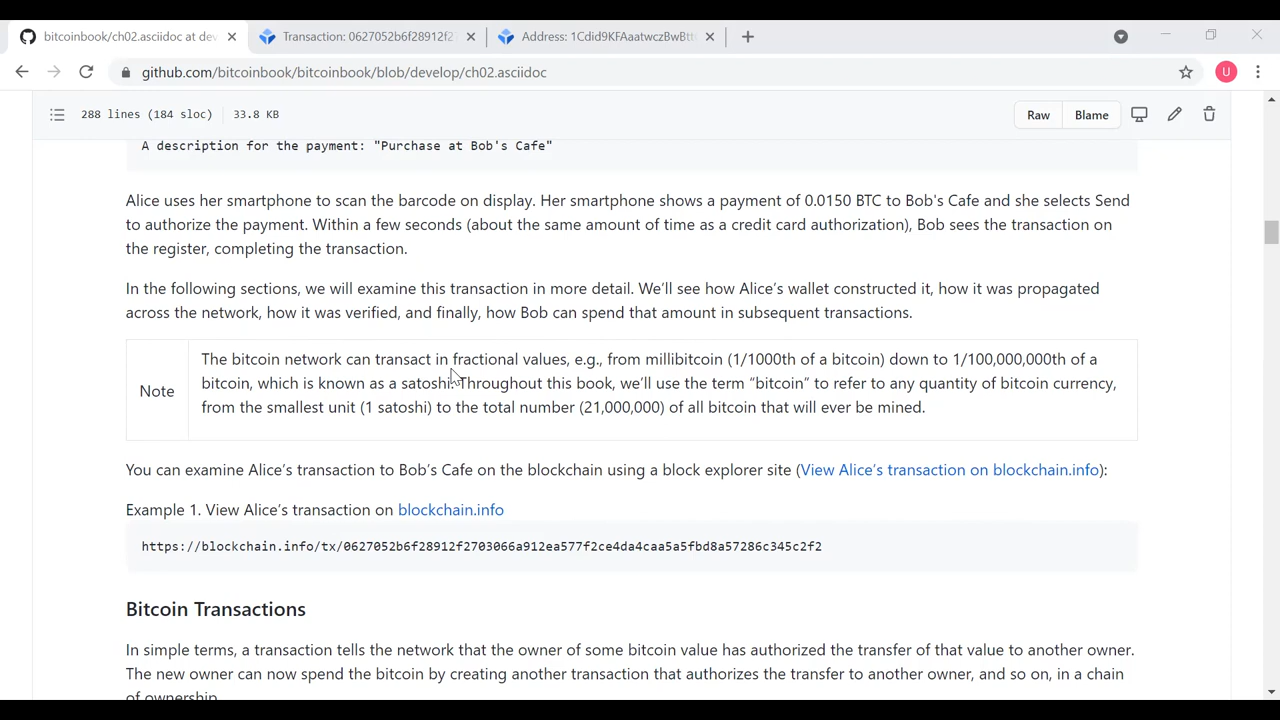 bitcoinbook/ch02.asciidoc at dev
Transaction: 0627052b6f28912f2
Address: 1Cdid9KFAaatwczBwBtt
github.com/bitcoinbook/bitcoinbook/blob/develop/ch02.asciidoc
U
288 lines (184 sloc) 33.8 KB
Raw Blame
A description for the payment: "Purchase at Bob's Cafe"
Alice uses her smartphone to scan the barcode on display. Her smartphone shows a payment of 0.0150 BTC to Bob's Cafe and she selects Send
to authorize the payment. Within a few seconds (about the same amount of time as a credit card authorization), Bob sees the transaction on
the register, completing the transaction.
In the following sections, we will examine this transaction in more detail. We'll see how Alice's wallet constructed it, how it was propagated
across the network, how it was verified, and finally, how Bob can spend that amount in subsequent transactions.
Note
The bitcoin network can transact in fractional values, e.g., from millibitcoin (1/1000th of a bitcoin) down to 1/100,000,000th of a
bitcoin, which is known as a satoshi. Throughout this book, we'll use the term “bitcoin” to refer to any quantity of bitcoin currency,
from the smallest unit (1 satoshi) to the total number (21,000,000) of all bitcoin that will ever be mined.
You can examine Alice's transaction to Bob's Cafe on the blockchain using a block explorer site (View Alice's transaction on blockchain.info):
Example 1. View Alice's transaction on blockchain.info
https://blockchain.info/tx/0627052b6f28912f2703066a912ea577f2ce4da4caa5a5fbd8a57286c345c2f2
Bitcoin Transactions
In simple terms, a transaction tells the network that the owner of some bitcoin value has authorized the transfer of that value to another owner.
The new owner can now spend the bitcoin by creating another transaction that authorizes the transfer to another owner, and so on, in a chain
of ownership.